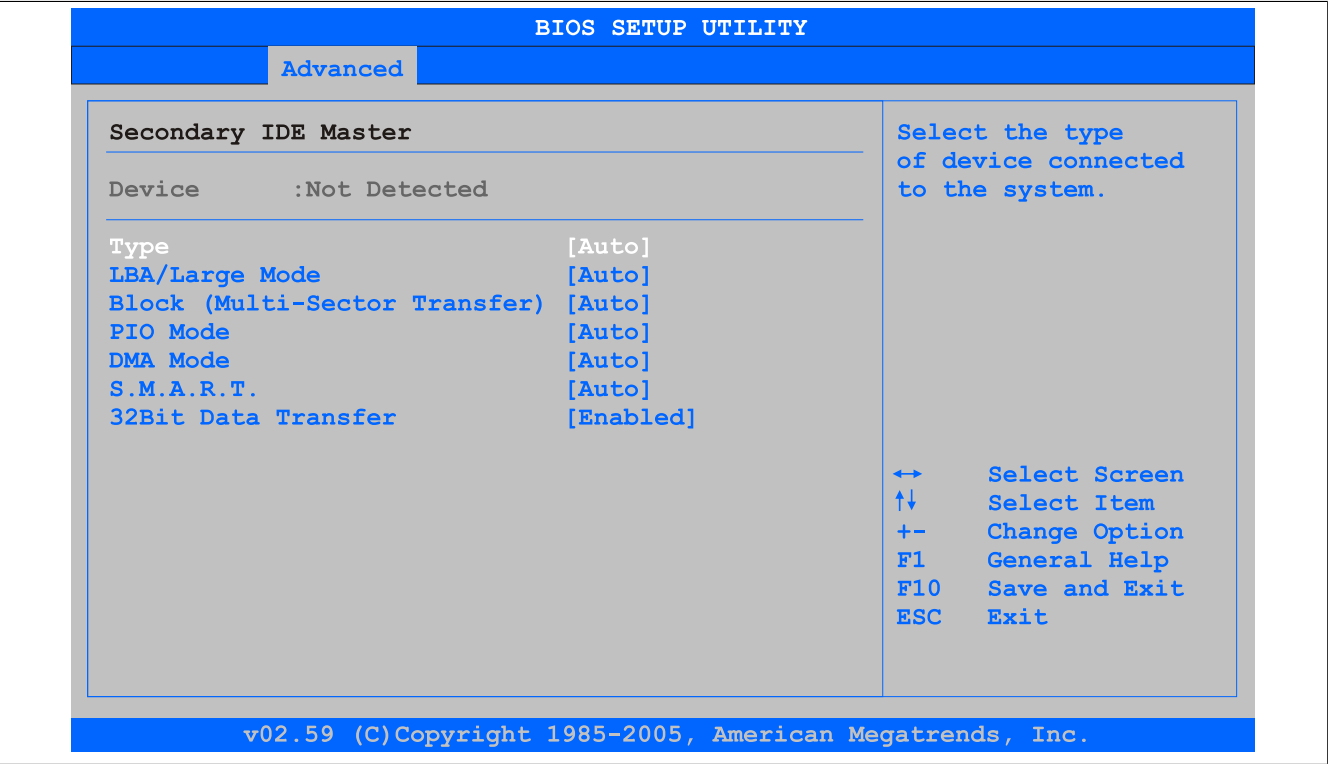 BIOS SETUP UTILITY
Advanced
Secondary IDE Master
Device :Not Detected
Type [Auto]
LBA/Large Mode [Auto]
Block (Multi-Sector Transfer) [Auto]
PIO Mode [Auto]
DMA Mode [Auto]
S.M.A.R.T. [Auto]
32Bit Data Transfer [Enabled]
Select the type
of device connected
to the system.
↔ Select Screen
↑↓ Select Item
+- Change Option
F1 General Help
F10 Save and Exit
ESC Exit
v02.59 (C)Copyright 1985-2005, American Megatrends, Inc.